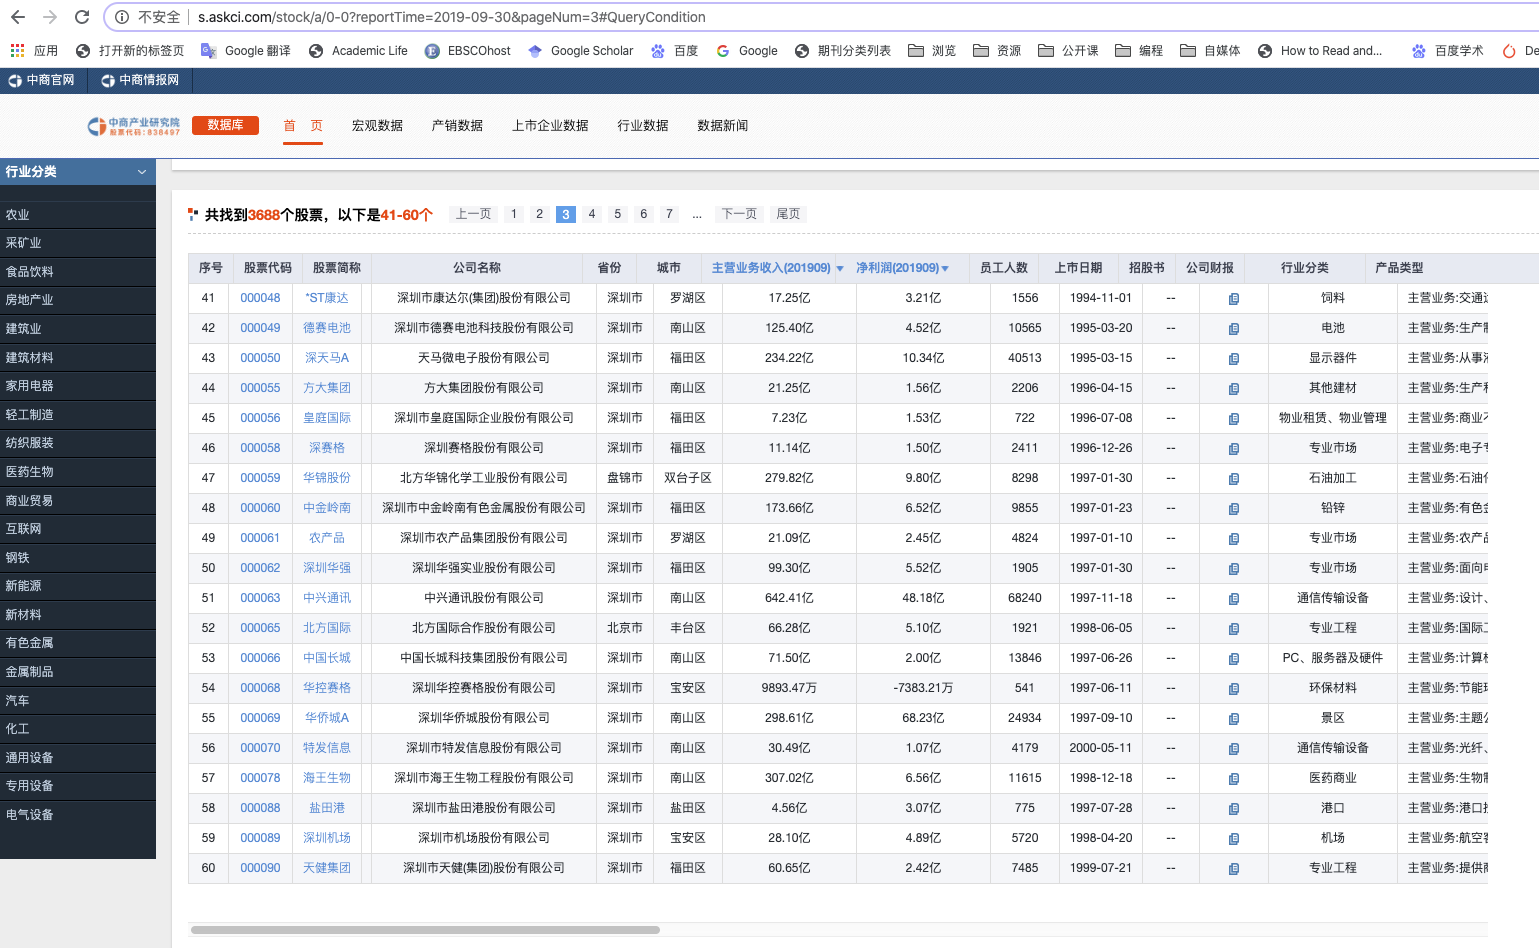 不安全 s.askci.com/stock/a/0-0?reportTime=2019-09-30&pageNum=3#QueryCondition
应用 打开新的标签页 Google 翻译 Academic Life EBSCOhost Google Scholar 百度 Google 期刊分类列表 浏览 资源 公开课 编程 自媒体 How to Read and... 百度学术 De
中商官网 中商情报网
中商产业研究院 股票代码:838497 数据库 首 页 宏观数据 产销数据 上市企业数据 行业数据 数据新闻
行业分类
农业
采矿业
食品饮料
房地产业
建筑业
建筑材料
家用电器
轻工制造
纺织服装
医药生物
商业贸易
互联网
钢铁
新能源
新材料
有色金属
金属制品
汽车
化工
通用设备
专用设备
电气设备
共找到3688个股票，以下是41-60个 上一页 1 2 3 4 5 6 7 ... 下一页 尾页
序号 股票代码 股票简称 公司名称 省份 城市 主营业务收入(201909) 净利润(201909) 员工人数 上市日期 招股书 公司财报 行业分类 产品类型
41 000048 *ST康达 深圳市康达尔(集团)股份有限公司 深圳市 罗湖区 17.25亿 3.21亿 1556 1994-11-01 -- 饲料 主营业务:交通运
42 000049 德赛电池 深圳市德赛电池科技股份有限公司 深圳市 南山区 125.40亿 4.52亿 10565 1995-03-20 -- 电池 主营业务:生产制
43 000050 深天马A 天马微电子股份有限公司 深圳市 福田区 234.22亿 10.34亿 40513 1995-03-15 -- 显示器件 主营业务:从事液
44 000055 方大集团 方大集团股份有限公司 深圳市 南山区 21.25亿 1.56亿 2206 1996-04-15 -- 其他建材 主营业务:生产和
45 000056 皇庭国际 深圳市皇庭国际企业股份有限公司 深圳市 福田区 7.23亿 1.53亿 722 1996-07-08 -- 物业租赁、物业管理 主营业务:商业不
46 000058 深赛格 深圳赛格股份有限公司 深圳市 福田区 11.14亿 1.50亿 2411 1996-12-26 -- 专业市场 主营业务:电子专
47 000059 华锦股份 北方华锦化学工业股份有限公司 盘锦市 双台子区 279.82亿 9.80亿 8298 1997-01-30 -- 石油加工 主营业务:石油化
48 000060 中金岭南 深圳市中金岭南有色金属股份有限公司 深圳市 福田区 173.66亿 6.52亿 9855 1997-01-23 -- 铅锌 主营业务:有色金
49 000061 农产品 深圳市农产品集团股份有限公司 深圳市 罗湖区 21.09亿 2.45亿 4824 1997-01-10 -- 专业市场 主营业务:农产品
50 000062 深圳华强 深圳华强实业股份有限公司 深圳市 福田区 99.30亿 5.52亿 1905 1997-01-30 -- 专业市场 主营业务:面向电
51 000063 中兴通讯 中兴通讯股份有限公司 深圳市 南山区 642.41亿 48.18亿 68240 1997-11-18 -- 通信传输设备 主营业务:设计、
52 000065 北方国际 北方国际合作股份有限公司 北京市 丰台区 66.28亿 5.10亿 1921 1998-06-05 -- 专业工程 主营业务:国际工
53 000066 中国长城 中国长城科技集团股份有限公司 深圳市 南山区 71.50亿 2.00亿 13846 1997-06-26 -- PC、服务器及硬件 主营业务:计算机
54 000068 华控赛格 深圳华控赛格股份有限公司 深圳市 宝安区 9893.47万 -7383.21万 541 1997-06-11 -- 环保材料 主营业务:节能环
55 000069 华侨城A 深圳华侨城股份有限公司 深圳市 南山区 298.61亿 68.23亿 24934 1997-09-10 -- 景区 主营业务:主题公
56 000070 特发信息 深圳市特发信息股份有限公司 深圳市 南山区 30.49亿 1.07亿 4179 2000-05-11 -- 通信传输设备 主营业务:光纤、
57 000078 海王生物 深圳市海王生物工程股份有限公司 深圳市 南山区 307.02亿 6.56亿 11615 1998-12-18 -- 医药商业 主营业务:生物制
58 000088 盐田港 深圳市盐田港股份有限公司 深圳市 盐田区 4.56亿 3.07亿 775 1997-07-28 -- 港口 主营业务:港口
59 000089 深圳机场 深圳市机场股份有限公司 深圳市 宝安区 28.10亿 4.89亿 5720 1998-04-20 -- 机场 主营业务:航空客
60 000090 天健集团 深圳市天健(集团)股份有限公司 深圳市 福田区 60.65亿 2.42亿 7485 1999-07-21 -- 专业工程 主营业务:提供商